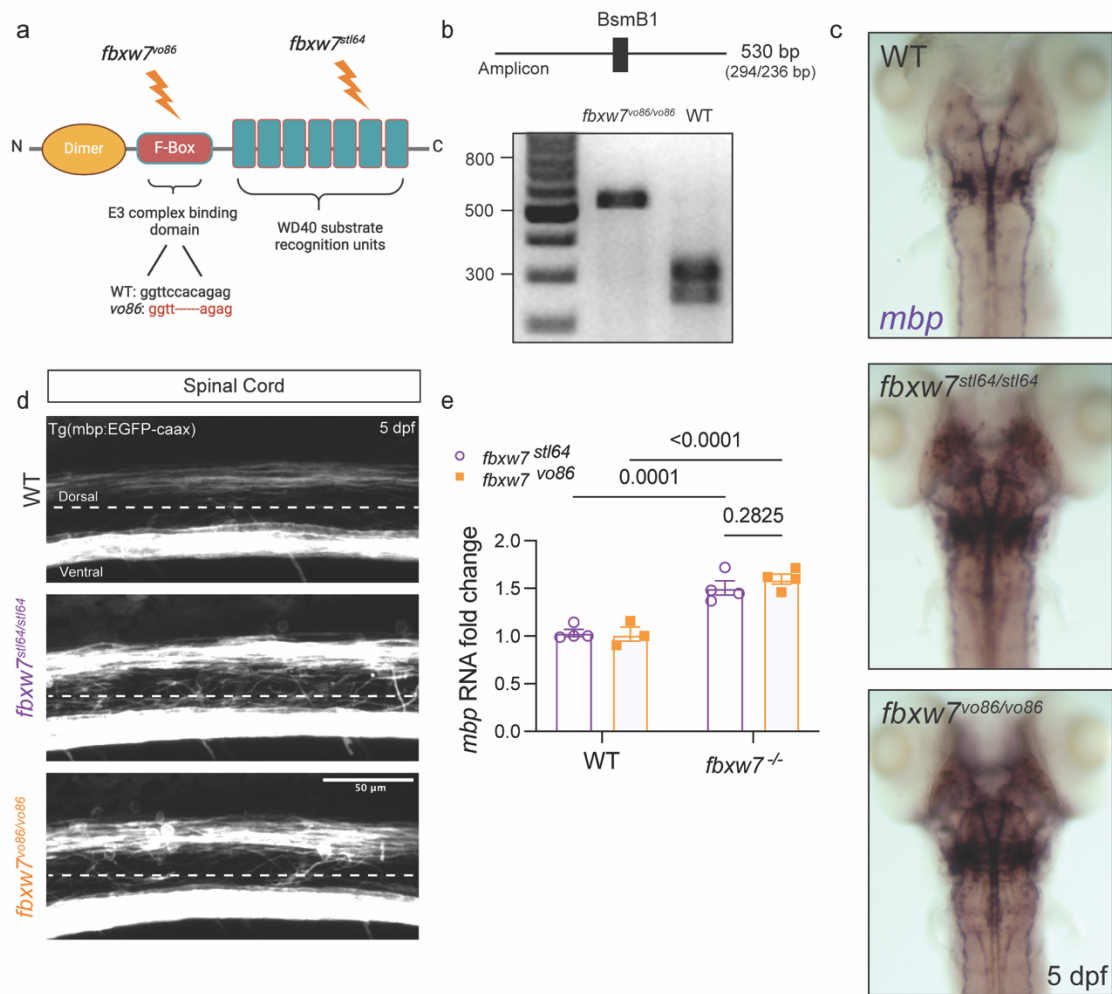 a
fbxw7vo86
fbxw7stl64
N
Dimer
F-Box
C
E3 complex binding
domain
WD40 substrate
recognition units
WT: ggttccacagag
vo86: ggtt------agag
b
BsmB1
Amplicon
530 bp
(294/236 bp)
fbxw7vo86/vo86 WT
800
500
300
c
WT
mbp
fbxw7stl64/stl64
fbxw7vo86/vo86
5 dpf
d
Spinal Cord
Tg(mbp:EGFP-caax) 5 dpf
WT
Dorsal
Ventral
fbxw7stl64/stl64
fbxw7vo86/vo86
50 µm
e
fbxw7 stl64
fbxw7 vo86
<0.0001
0.0001
0.2825
mbp RNA fold change
2.0
1.5
1.0
0.5
0.0
WT
fbxw7 -/-